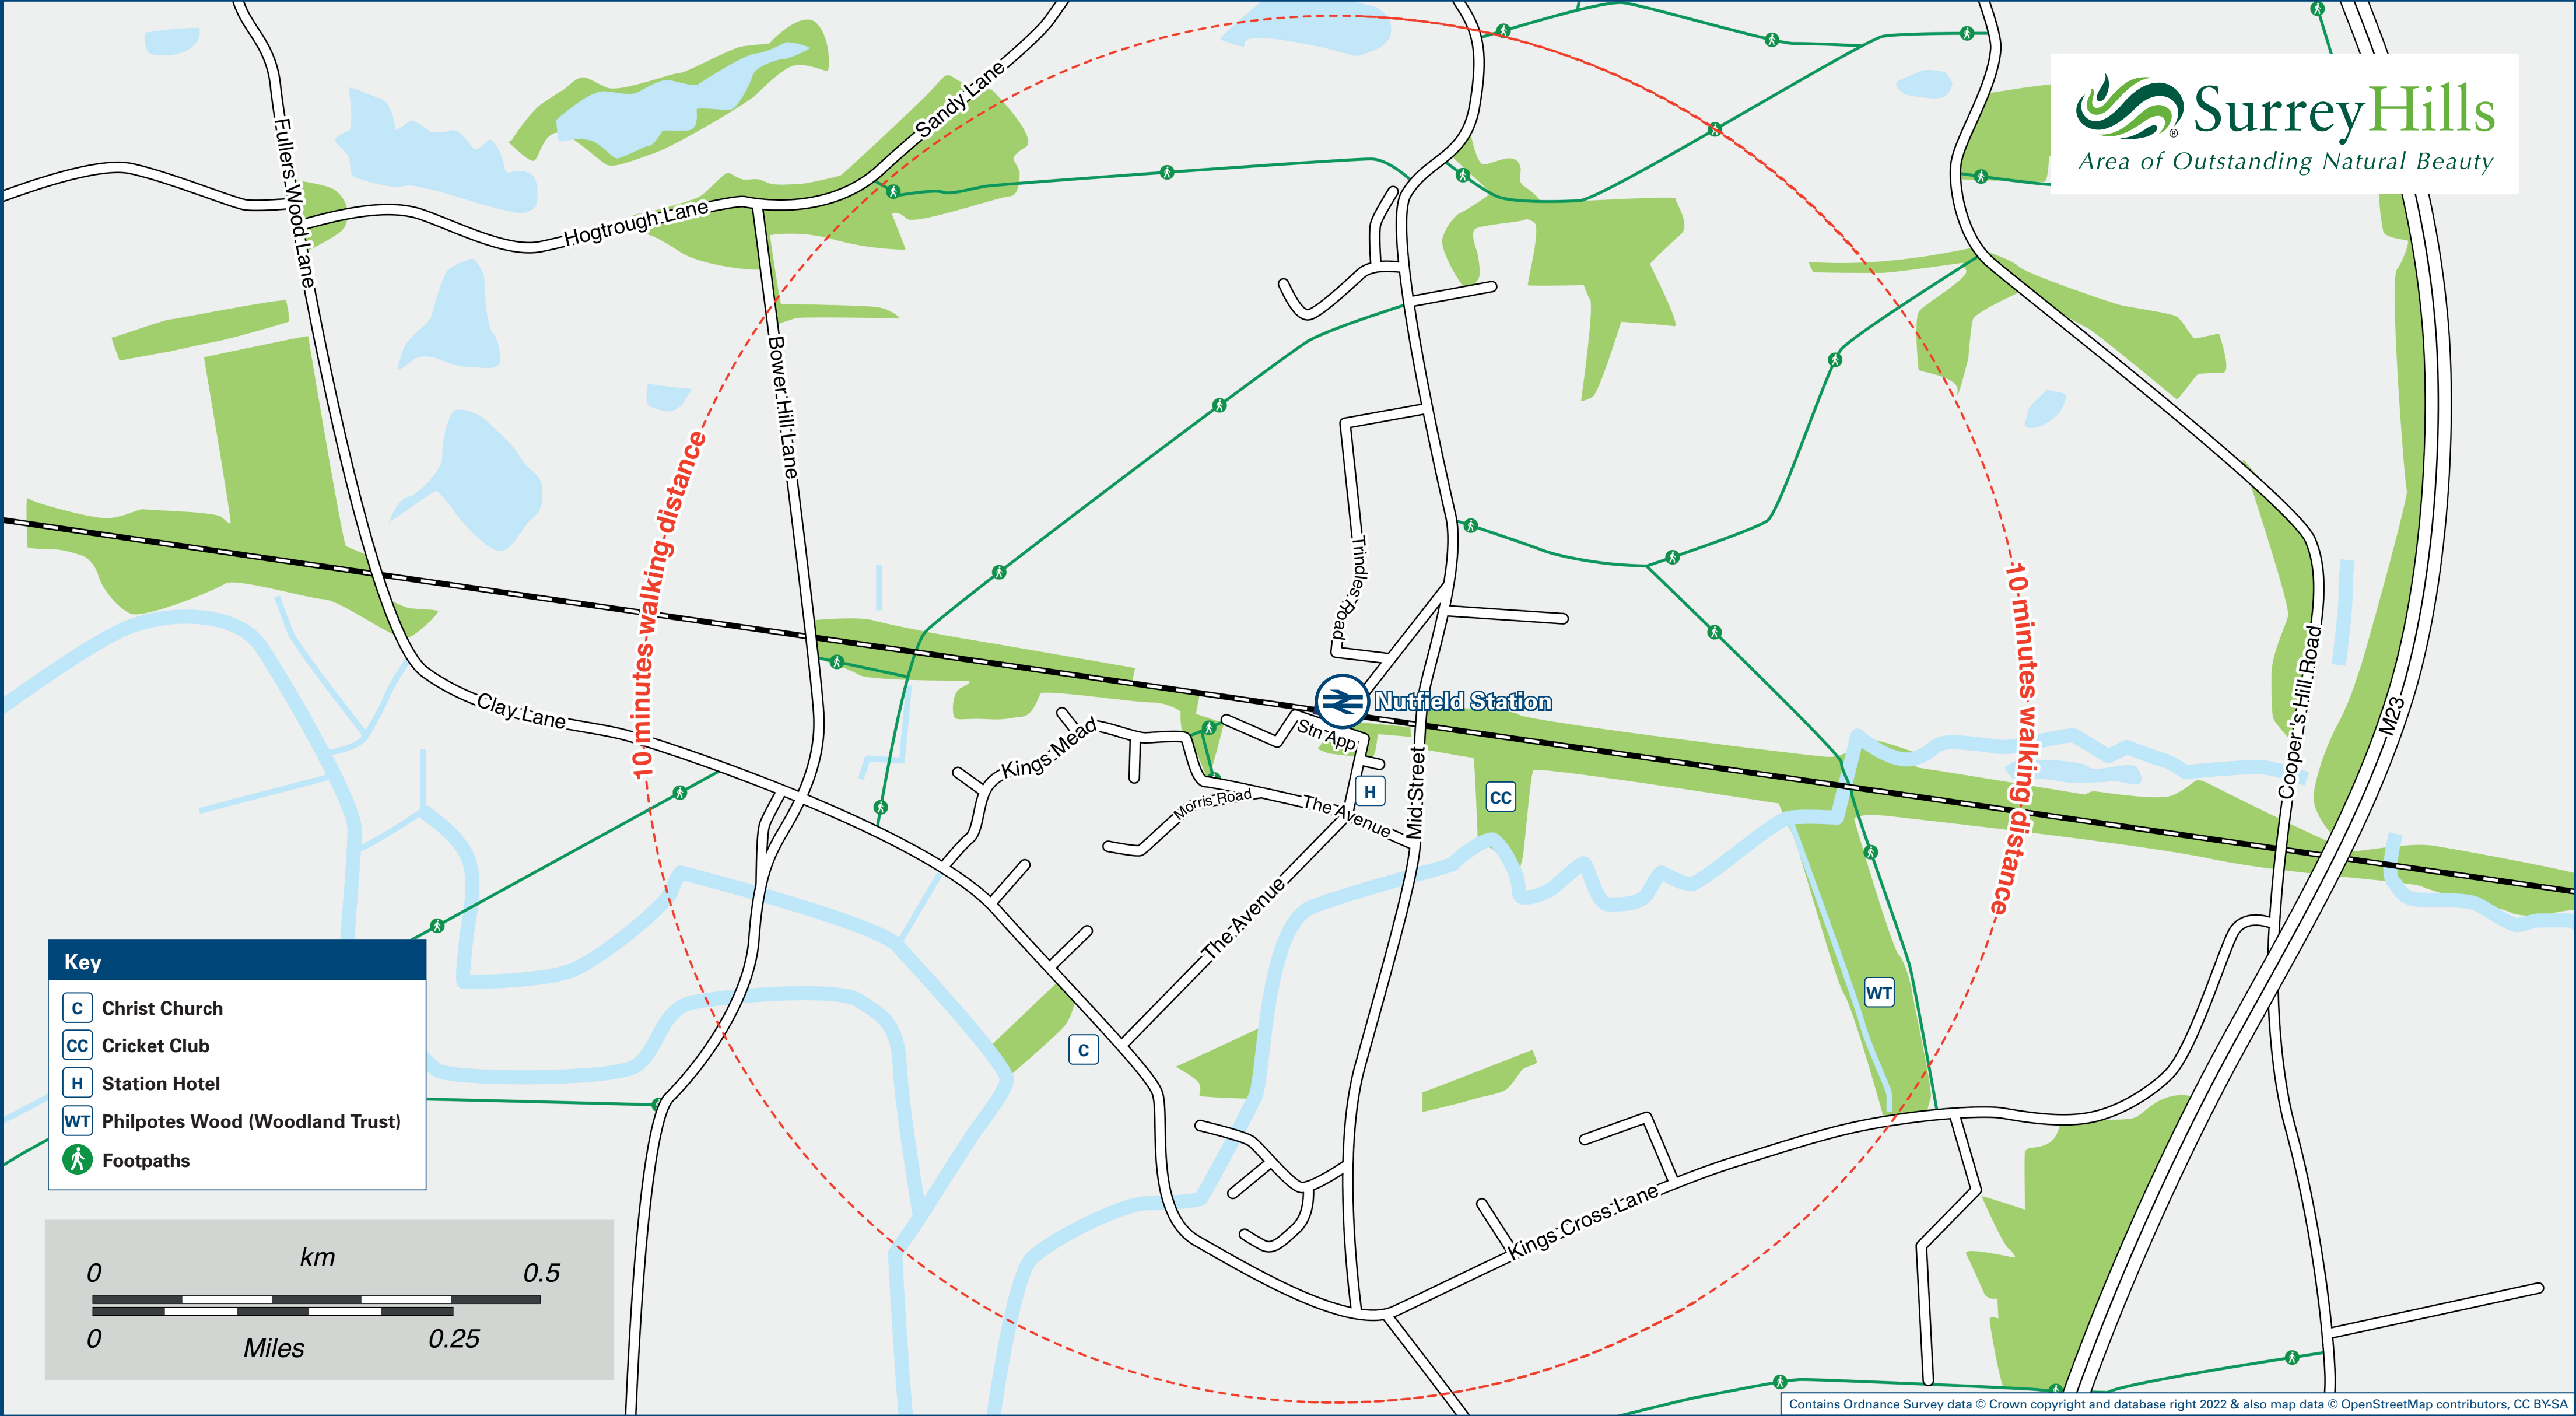 SurreyHills
®
Area of Outstanding Natural Beauty
Sandy Lane
Fullers Wood Lane
Hogtrough Lane
Bower Hill Lane
10 minutes walking distance
10 minutes walking distance
Trindles Road
Nutfield Station
Stn App
Clay Lane
Kings Mead
Morris Road
The Avenue
H
Mid Street
CC
Cooper's Hill Road
M23
The Avenue
WT
C
Kings Cross Lane
Key
C Christ Church
CC Cricket Club
H Station Hotel
WT Philpotes Wood (Woodland Trust)
Footpaths
km
0 0.5
0 0.25
Miles
Contains Ordnance Survey data © Crown copyright and database right 2022 & also map data © OpenStreetMap contributors, CC BY-SA